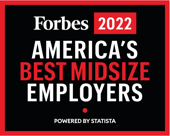 Forbes 2022
AMERICA'S
BEST MIDSIZE
EMPLOYERS
POWERED BY STATISTA